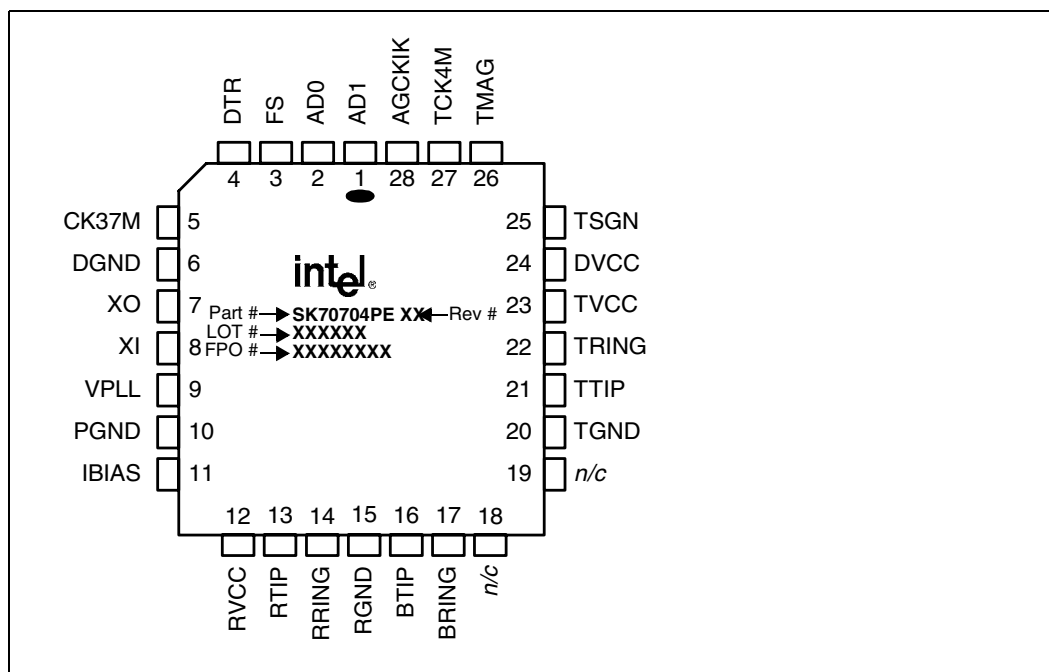 DTR
FS
AD0
AD1
AGCKIK
TCK4M
TMAG
4 3 2 1 28 27 26
CK37M 5
DGND 6
XO 7
XI 8
VPLL 9
PGND 10
IBIAS 11
25 TSGN
24 DVCC
23 TVCC
22 TRING
21 TTIP
20 TGND
19 n/c
intel®
Part # SK70704PE XX Rev #
LOT # XXXXXX
FPO # XXXXXXXX
12 13 14 15 16 17 18
RVCC
RTIP
RRING
RGND
BTIP
BRING
n/c